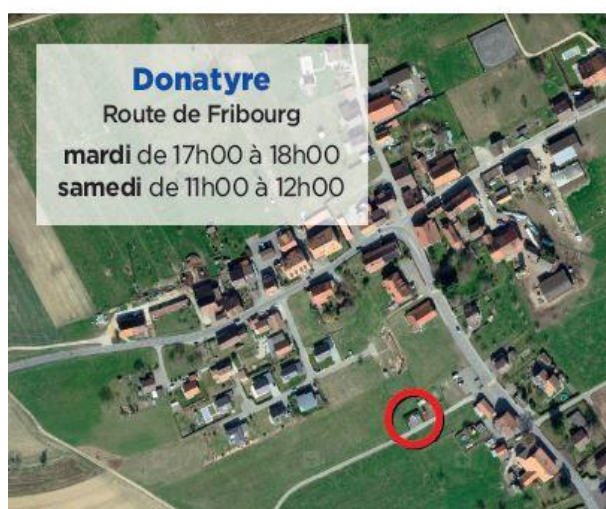 Donatyre
Route de Fribourg
mardi de 17h00 à 18h00
samedi de 11h00 à 12h00